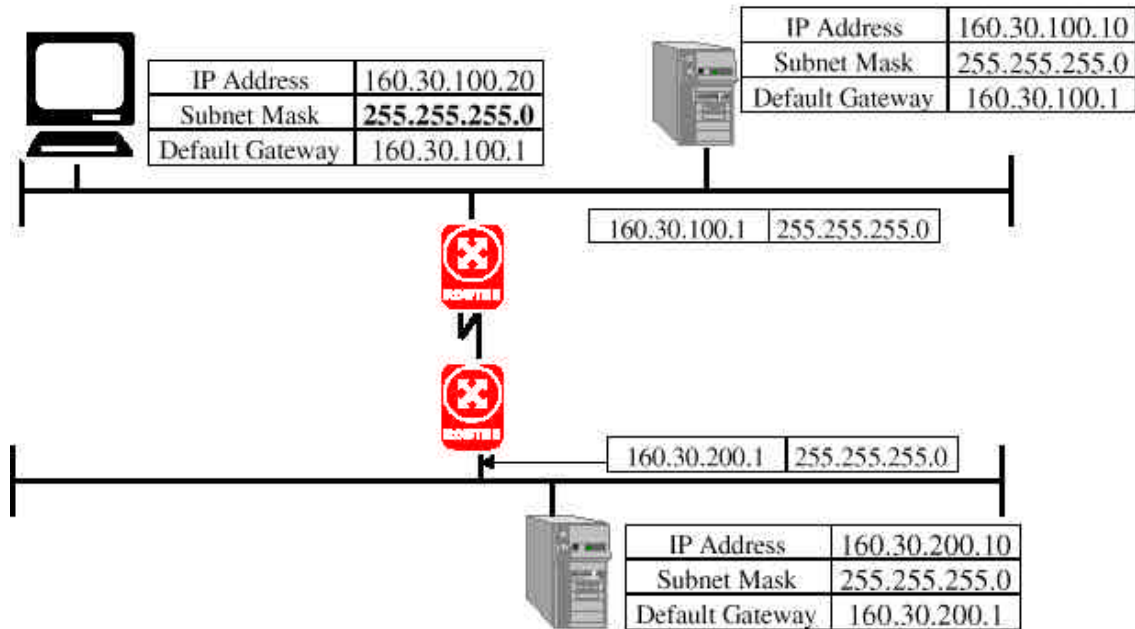 IP Address 160.30.100.10
Subnet Mask 255.255.255.0
Default Gateway 160.30.100.1
IP Address 160.30.100.20
Subnet Mask 255.255.255.0
Default Gateway 160.30.100.1
160.30.100.1 255.255.255.0
ROUTER
ROUTER
160.30.200.1 255.255.255.0
IP Address 160.30.200.10
Subnet Mask 255.255.255.0
Default Gateway 160.30.200.1